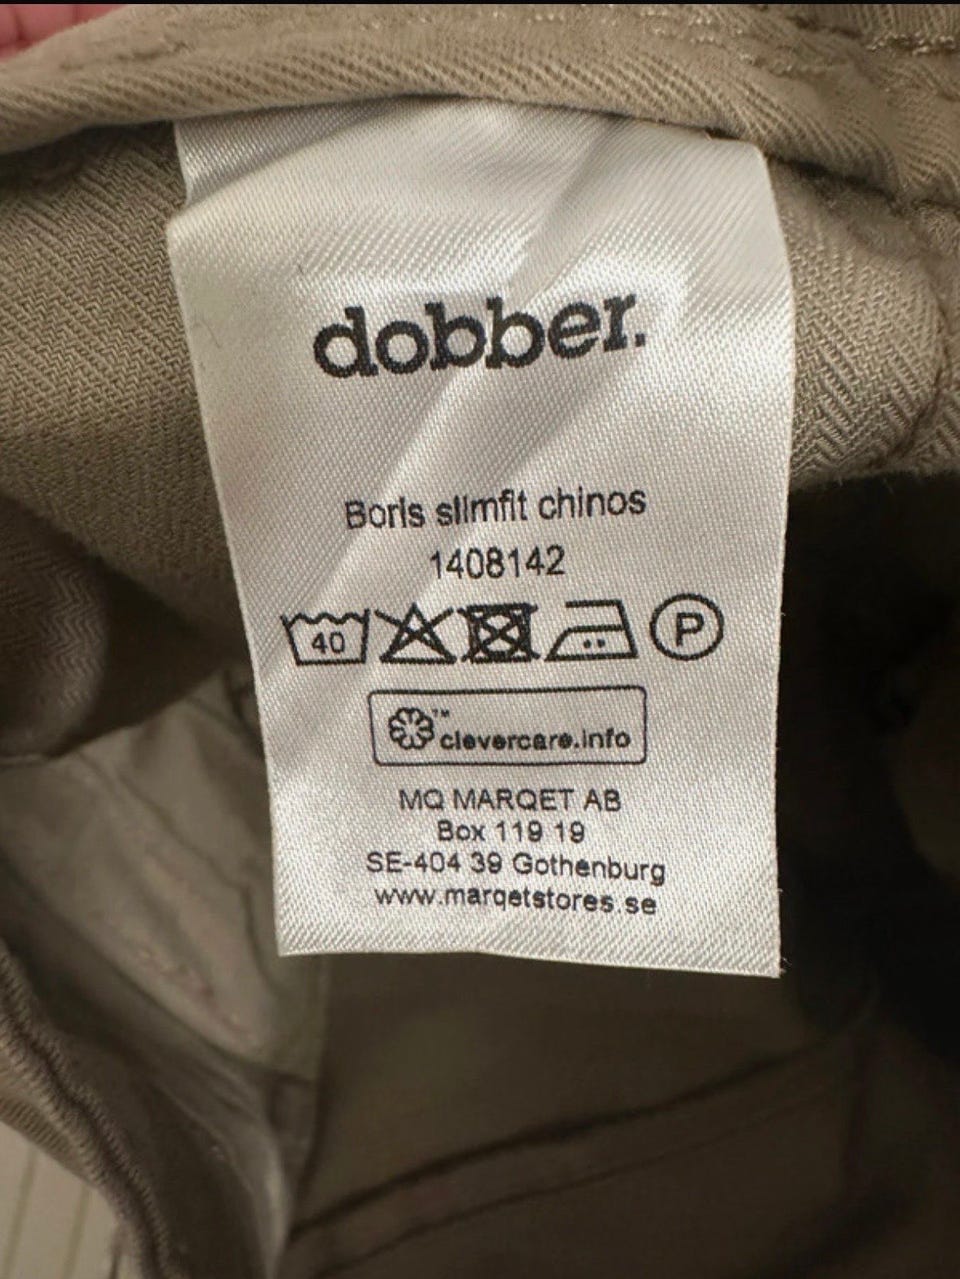 dobber.
Boris slimfit chinos
1408142
40 P
™ clevercare.info
MQ MARQET AB
Box 119 19
SE-404 39 Gothenburg
www.marqetstores.se